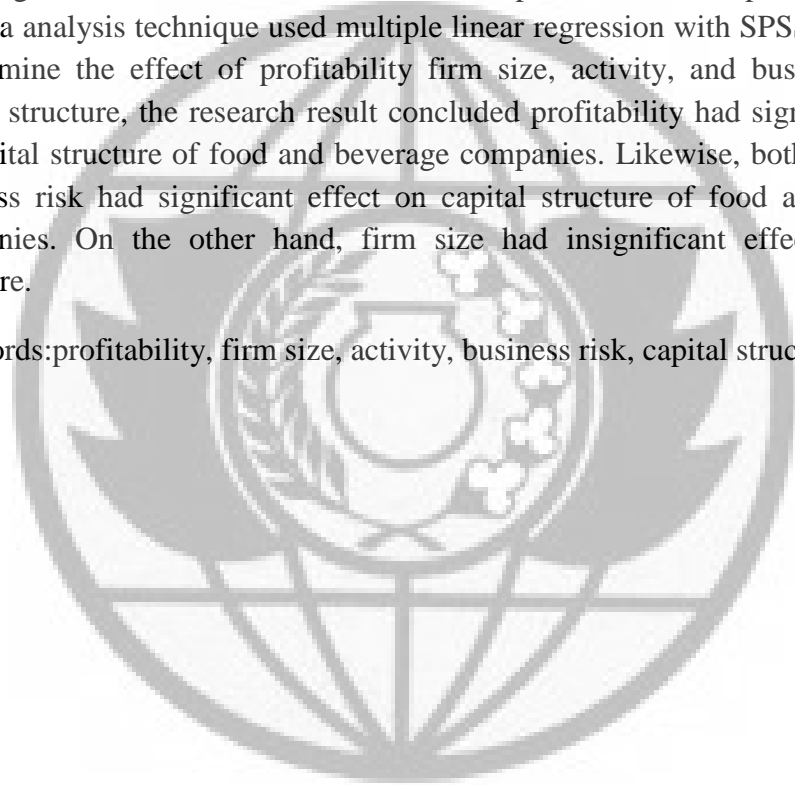 a analysis technique used multiple linear regression with SPS
mine the effect of profitability firm size, activity, and bus
structure, the research result concluded profitability had sign
ital structure of food and beverage companies. Likewise, both
ss risk had significant effect on capital structure of food a
nies. On the other hand, firm size had insignificant effe
re.
ords:profitability, firm size, activity, business risk, capital struc